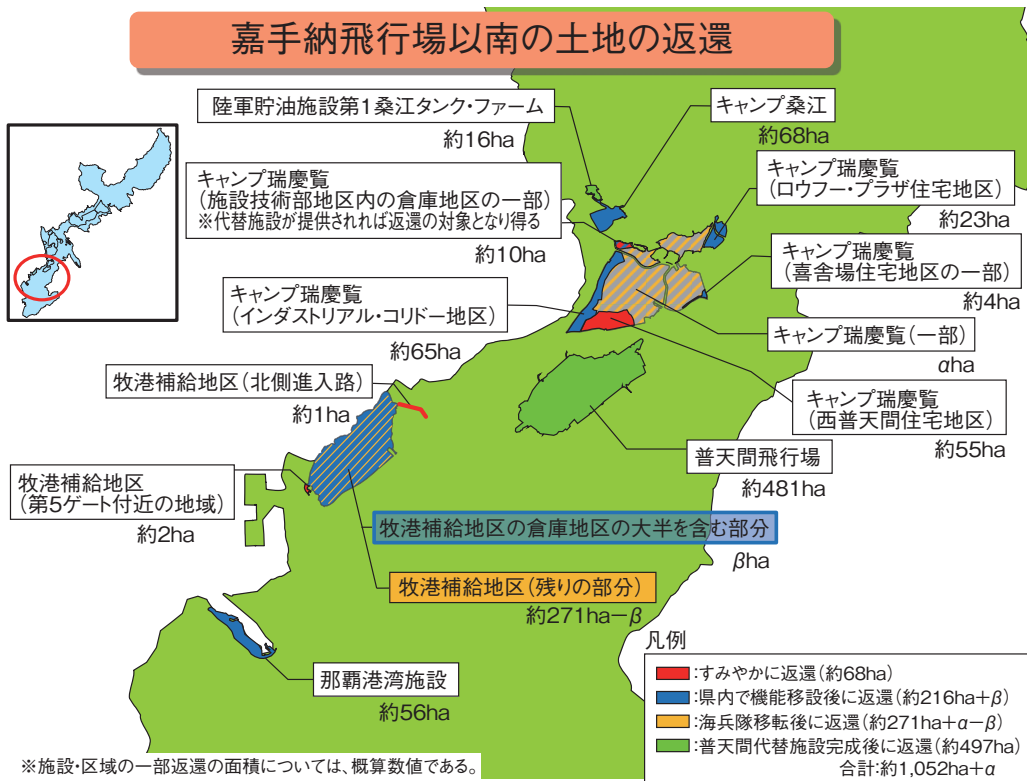 嘉手納飛行場以南の土地の返還
陸軍貯油施設第1桑江タンク・ファーム
約16ha
キャンプ桑江
約68ha
キャンプ瑞慶覧
(施設技術部地区内の倉庫地区の一部)
※代替施設が提供されれば返還の対象となり得る
約10ha
キャンプ瑞慶覧
(ロウワー・プラザ住宅地区)
約23ha
キャンプ瑞慶覧
(喜舎場住宅地区の一部)
約4ha
キャンプ瑞慶覧
(インダストリアル・コリドー地区)
約65ha
キャンプ瑞慶覧(一部)
αha
牧港補給地区(北側進入路)
約1ha
キャンプ瑞慶覧
(西普天間住宅地区)
約55ha
普天間飛行場
約481ha
牧港補給地区
(第5ゲート付近の地域)
約2ha
牧港補給地区の倉庫地区の大半を含む部分
βha
牧港補給地区(残りの部分)
約271ha−β
那覇港湾施設
約56ha
凡例
:すみやかに返還(約68ha)
:県内で機能移設後に返還(約216ha+β)
:海兵隊移転後に返還(約271ha+α−β)
:普天間代替施設完成後に返還(約497ha)
合計:約1,052ha+α
※施設・区域の一部返還の面積については、概算数値である。